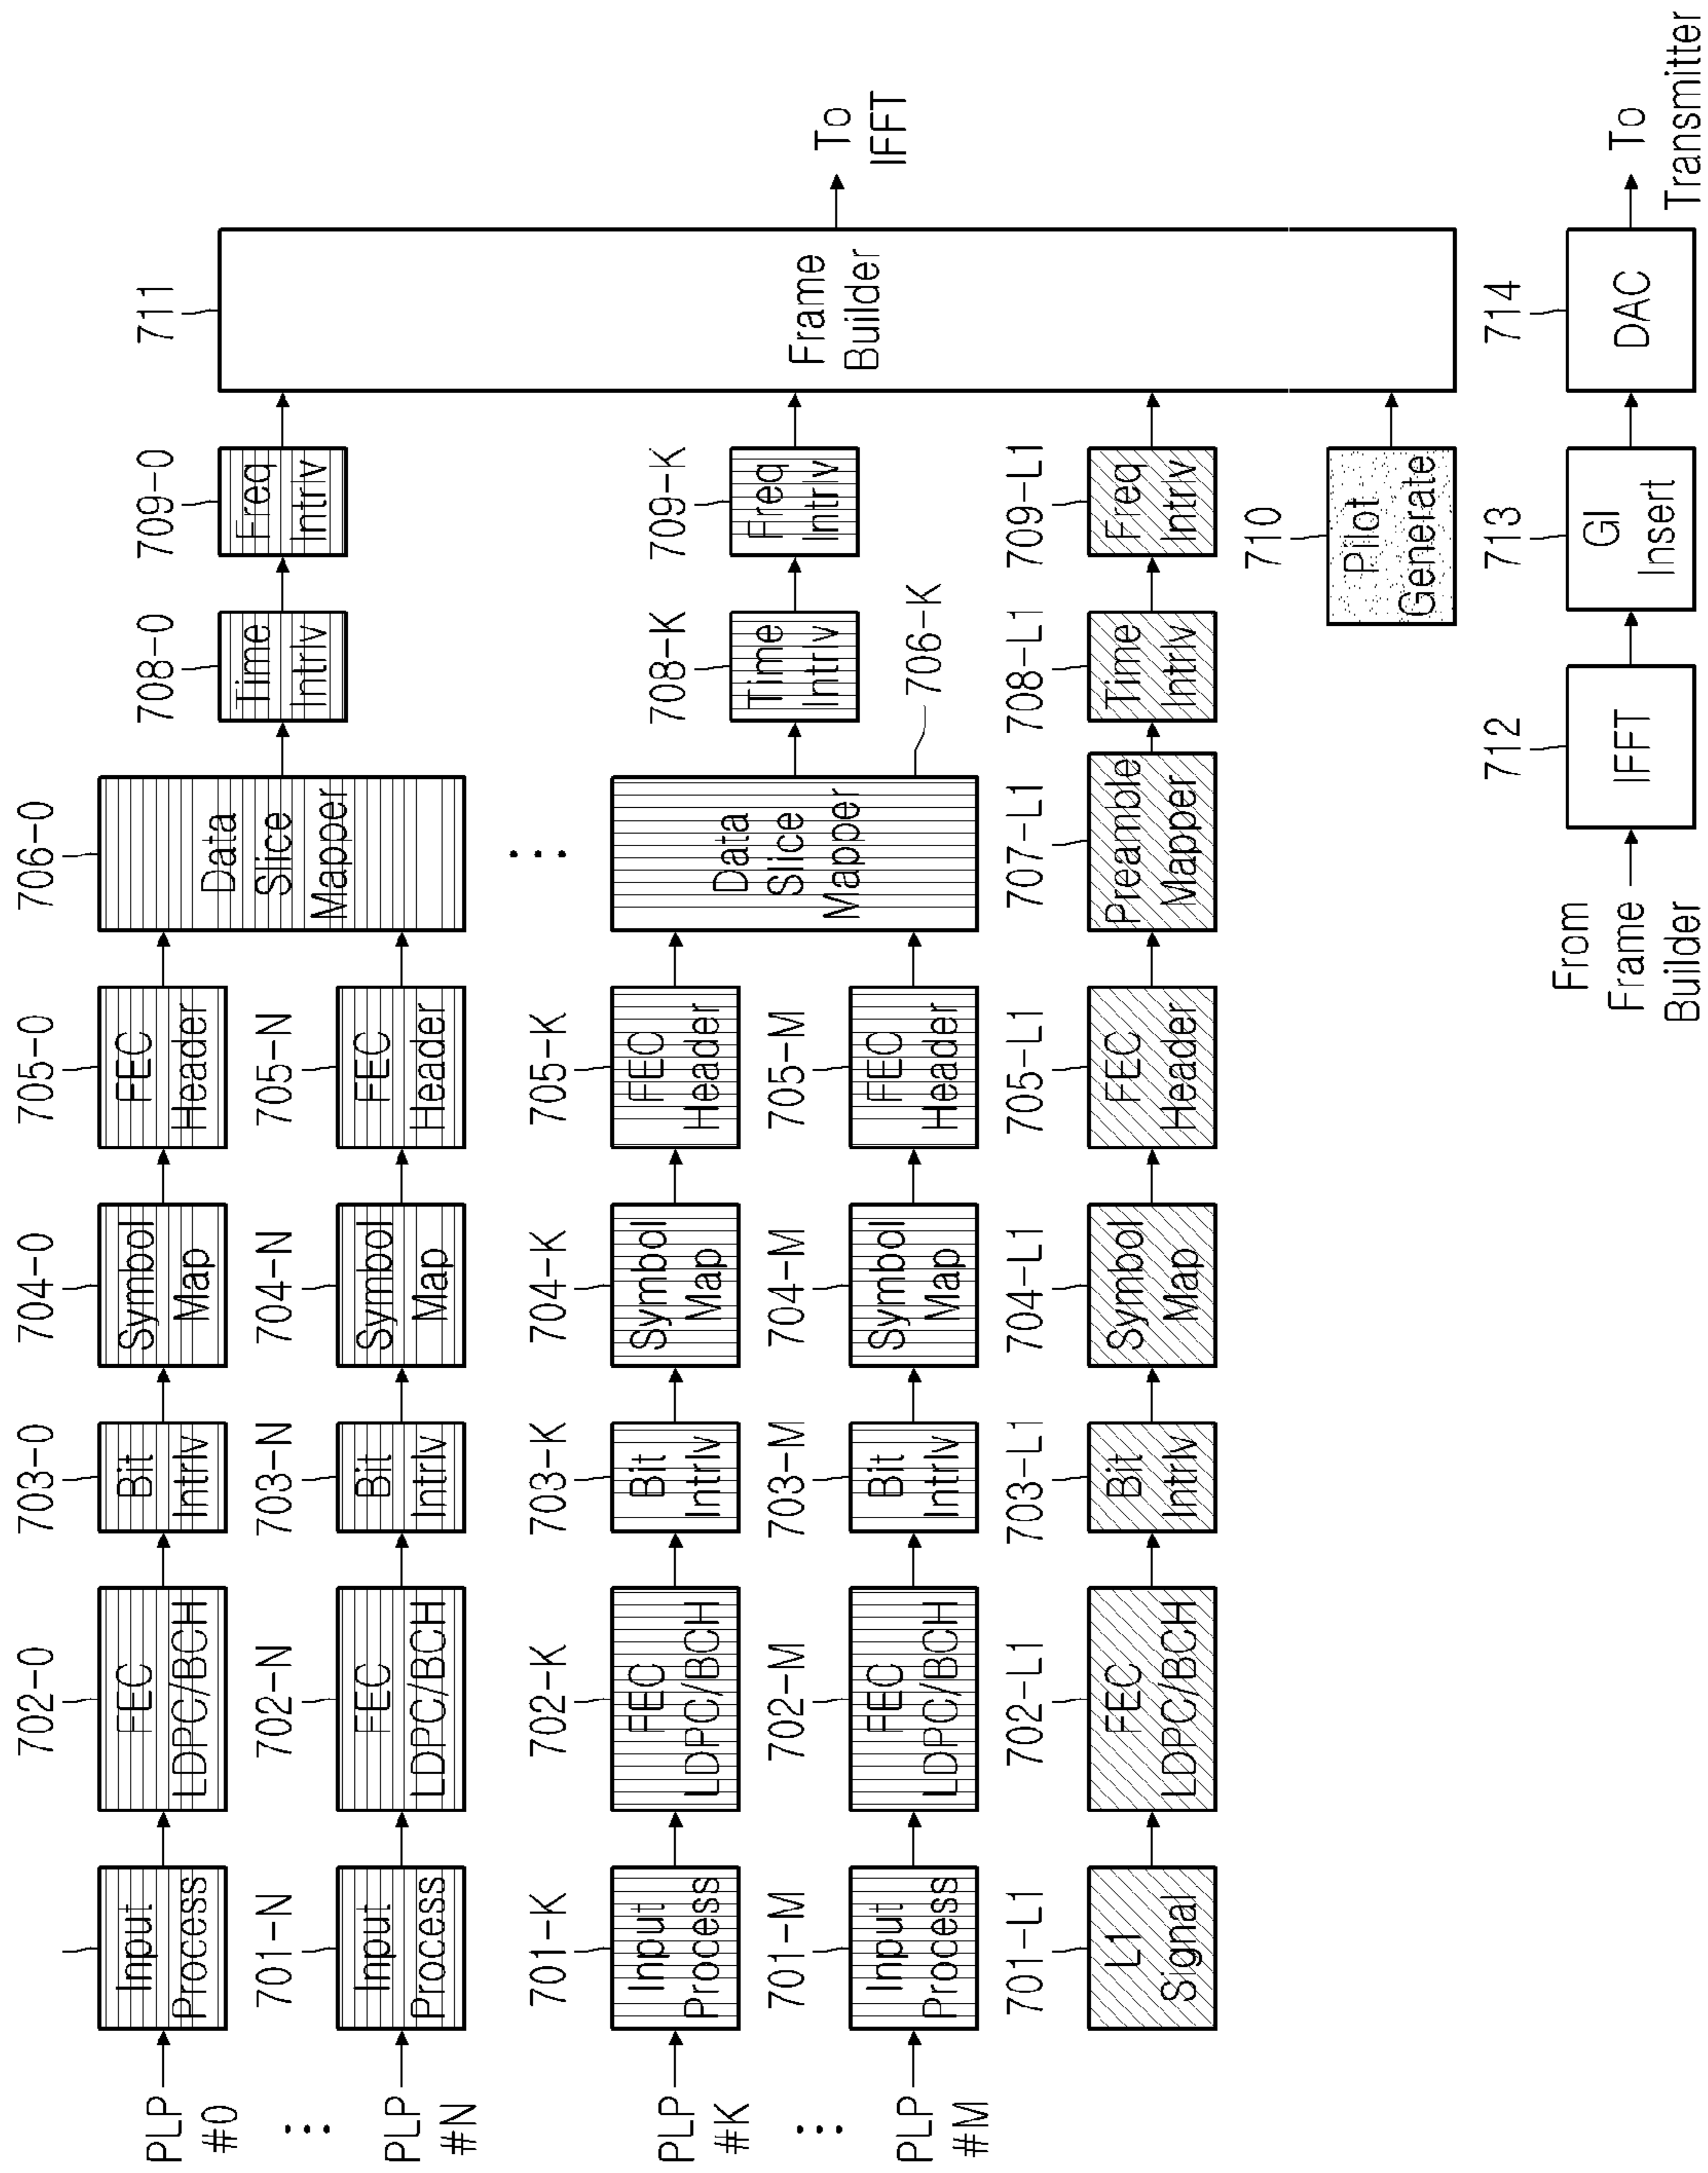 702-0
703-0
704-0
705-0
706-0
708-0
709-0
711
PLP
#0
Input
Process
FEC
LDPC/BCH
Bit
Intrlv
Symbol
Map
FEC
Header
Data
Slice
Mapper
Time
Intrlv
Freq
Intrlv
701-N
702-N
703-N
704-N
705-N
PLP
#N
Input
Process
FEC
LDPC/BCH
Bit
Intrlv
Symbol
Map
FEC
Header
...
...
701-K
702-K
703-K
704-K
705-K
708-K
709-K
PLP
#K
Input
Process
FEC
LDPC/BCH
Bit
Intrlv
Symbol
Map
FEC
Header
Data
Slice
Mapper
Time
Intrlv
Freq
Intrlv
Frame
Builder
To
IFFT
...
701-M
702-M
703-M
704-M
705-M
706-K
PLP
#M
Input
Process
FEC
LDPC/BCH
Bit
Intrlv
Symbol
Map
FEC
Header
701-L1
702-L1
703-L1
704-L1
705-L1
707-L1
708-L1
709-L1
L1
Signal
FEC
LDPC/BCH
Bit
Intrlv
Symbol
Map
FEC
Header
Preamble
Mapper
Time
Intrlv
Freq
Intrlv
710
Pilot
Generate
712
713
714
From
Frame
Builder
IFFT
GI
Insert
DAC
To
Transmitter